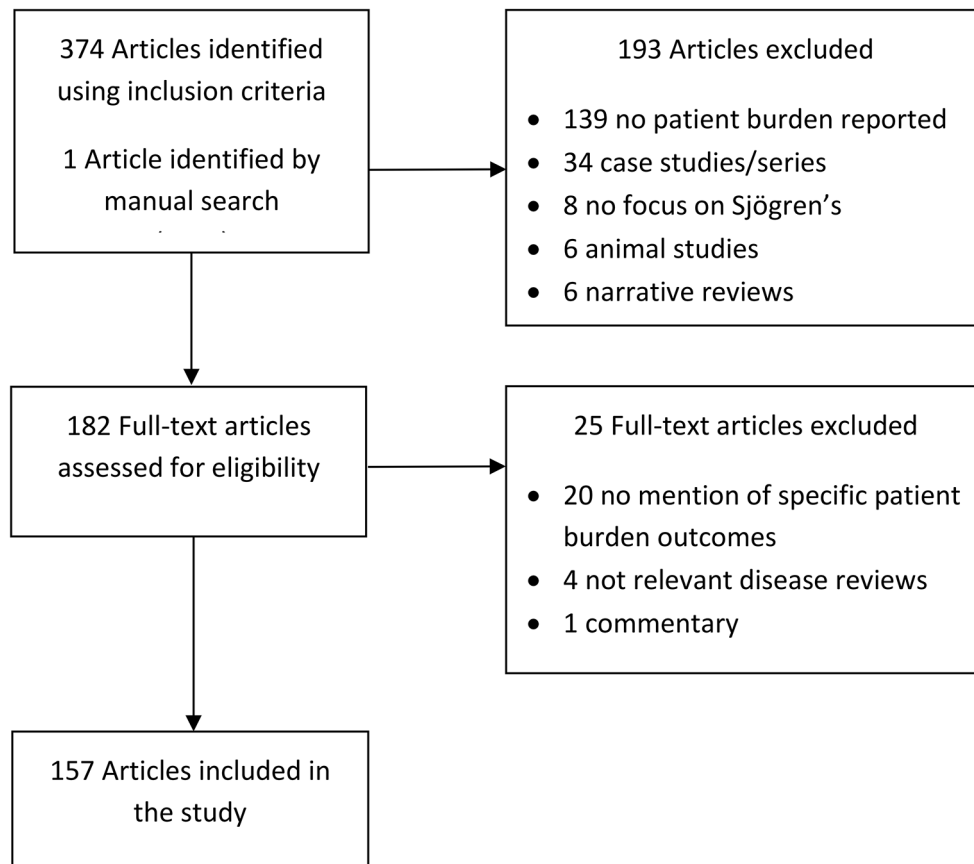 374 Articles identified
using inclusion criteria
1 Article identified by
manual search
193 Articles excluded
• 139 no patient burden reported
• 34 case studies/series
• 8 no focus on Sjögren’s
• 6 animal studies
• 6 narrative reviews
182 Full-text articles
assessed for eligibility
25 Full-text articles excluded
• 20 no mention of specific patient
burden outcomes
• 4 not relevant disease reviews
• 1 commentary
157 Articles included in
the study